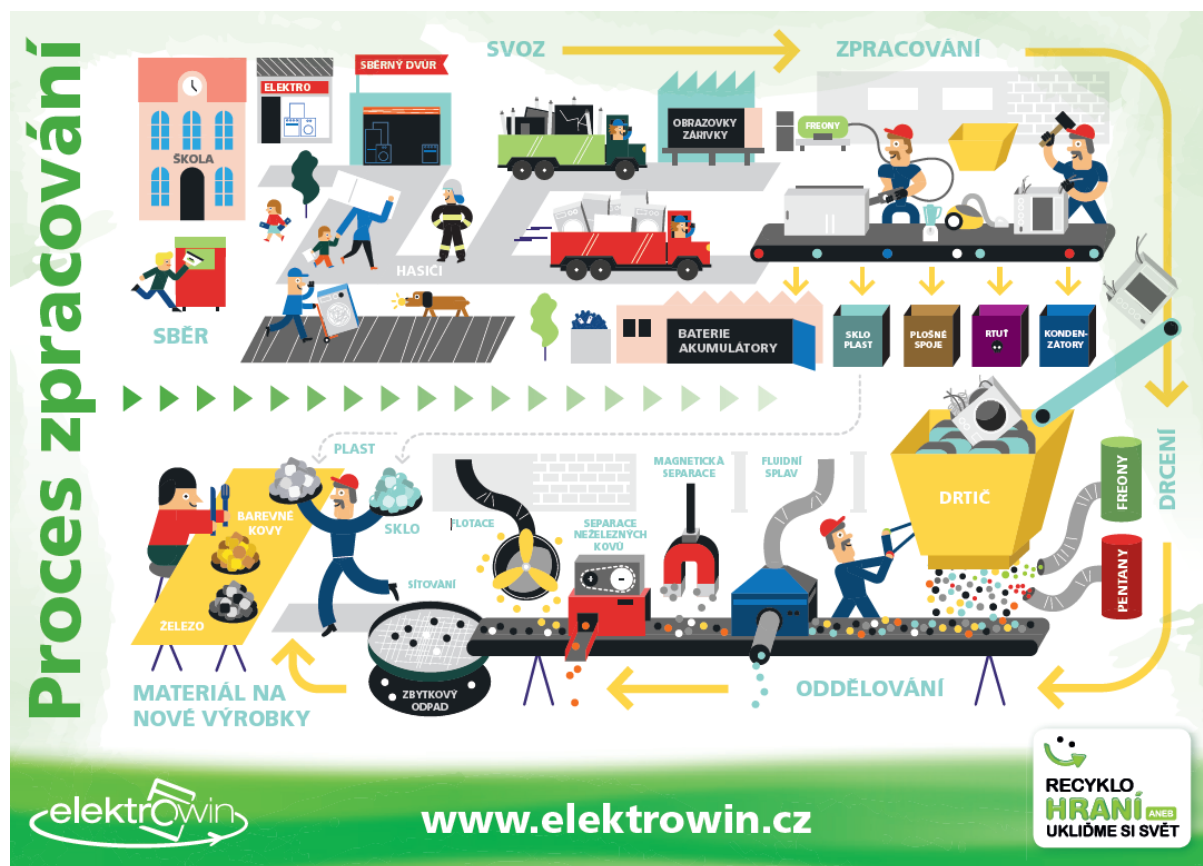 Proces zpracování
SVOZ
ZPRACOVÁNÍ
ŠKOLA
ELEKTRO
SBĚRNÝ DVŮR
OBRAZOVKY
ZÁŘIVKY
FREONY
HASIČI
SBĚR
BATERIE
AKUMULÁTORY
SKLO
PLAST
PLOŠNÉ
SPOJE
RTUŤ
KONDEN-
ZÁTORY
DRCENÍ
PLAST
SKLO
BAREVNÉ
KOVY
ŽELEZO
FLOTACE
SEPARACE
NEŽELEZNÝCH
KOVŮ
MAGNETICKÁ
SEPARACE
FLUIDNÍ
SPLAV
DRTIČ
FREONY
PENTANY
SÍTOVÁNÍ
ZBYTKOVÝ
ODPAD
ODDĚLOVÁNÍ
MATERIÁL NA
NOVÉ VÝROBKY
elektrowin
www.elektrowin.cz
RECYKLO
HRANÍ ANEB
UKLIĎME SI SVĚT